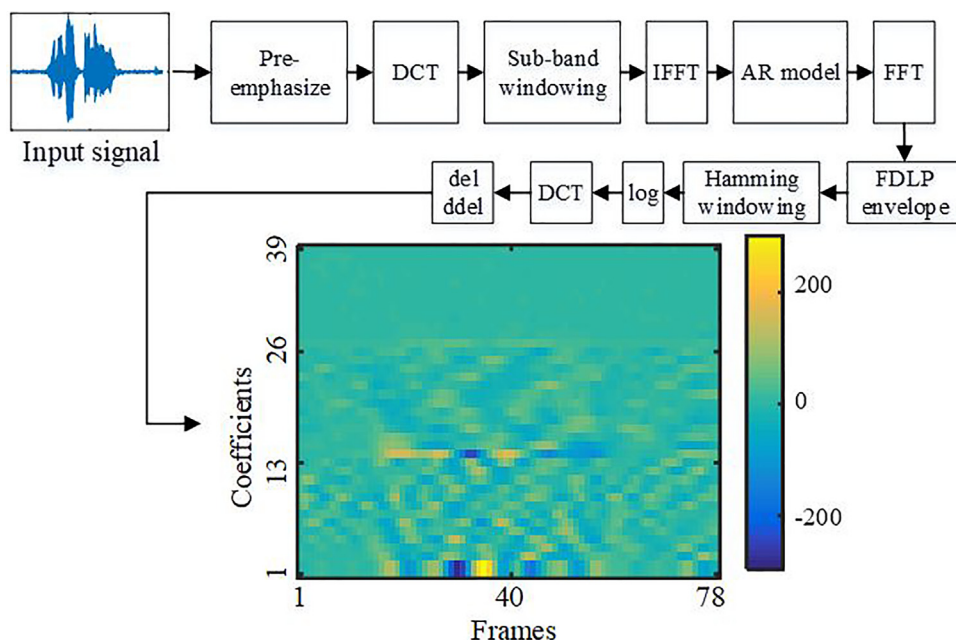 Input signal
Pre-
emphasize
DCT
Sub-band
windowing
IFFT
AR model
FFT
FDLP
envelope
Hamming
windowing
log
DCT
del
ddel
Coefficients
39
26
13
1
1
40
78
Frames
200
0
-200